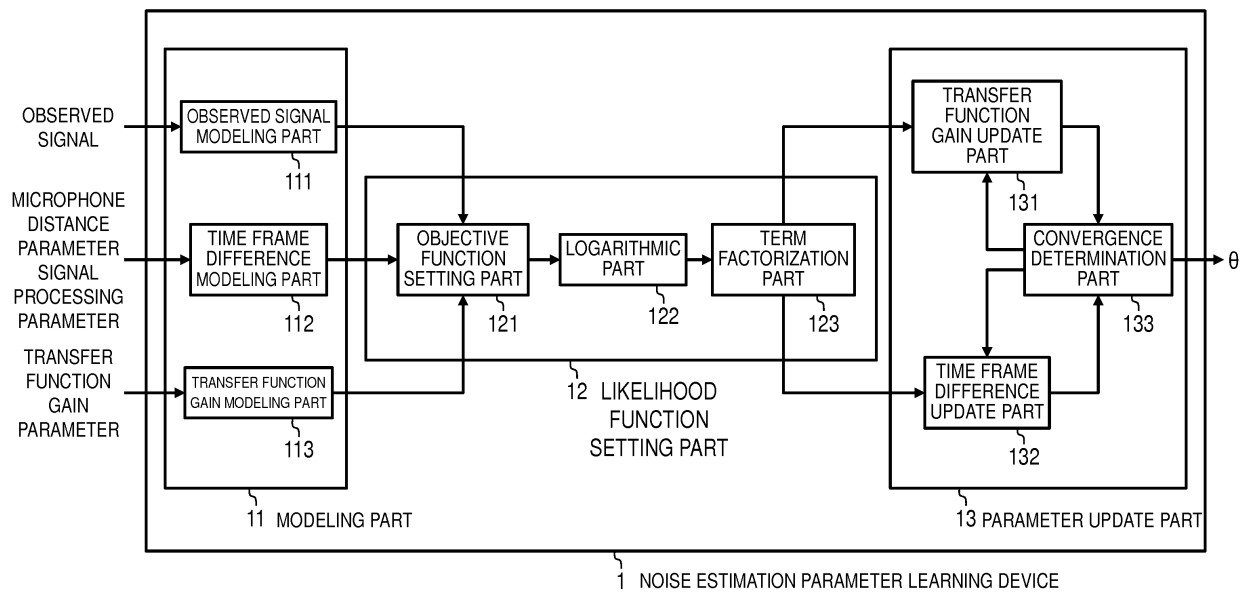 OBSERVED
SIGNAL
MICROPHONE
DISTANCE
PARAMETER
SIGNAL
PROCESSING
PARAMETER
TRANSFER
FUNCTION
GAIN
PARAMETER
OBSERVED SIGNAL
MODELING PART
111
TIME FRAME
DIFFERENCE
MODELING PART
112
TRANSFER FUNCTION
GAIN MODELING PART
113
11 MODELING PART
OBJECTIVE
FUNCTION
SETTING PART
121
LOGARITHMIC
PART
122
TERM
FACTORIZATION
PART
123
12 LIKELIHOOD
FUNCTION
SETTING PART
TRANSFER
FUNCTION
GAIN UPDATE
PART
131
CONVERGENCE
DETERMINATION
PART
133
θ
TIME FRAME
DIFFERENCE
UPDATE PART
132
13 PARAMETER UPDATE PART
1 NOISE ESTIMATION PARAMETER LEARNING DEVICE